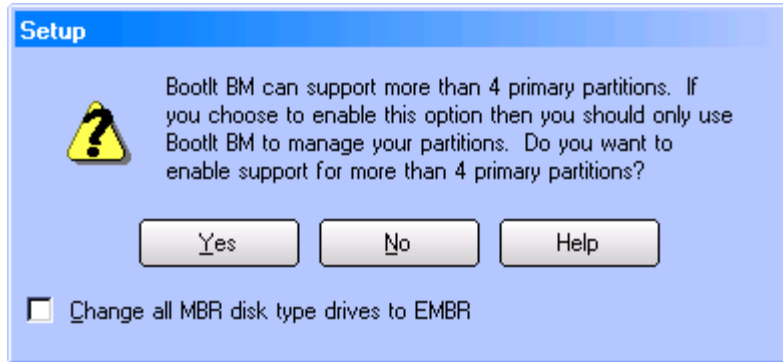 Setup
BootIt BM can support more than 4 primary partitions. If
you choose to enable this option then you should only use
BootIt BM to manage your partitions. Do you want to
enable support for more than 4 primary partitions?
Yes No Help
Change all MBR disk type drives to EMBR